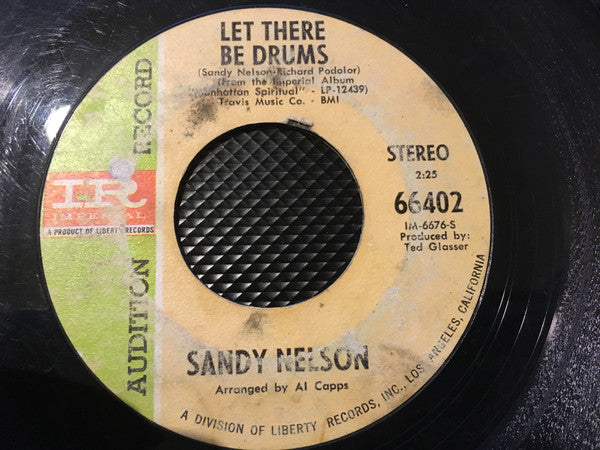 LET THERE
BE DRUMS
(Sandy Nelson-Richard Podolor)
(From the Imperial Album
"Manhattan Spiritual" - LP-12439)
Travis Music Co. - BMI
AUDITION RECORD
IR
IMPERIAL
A PRODUCT OF LIBERTY RECORDS
STEREO
2:25
66402
IM-6676-S
Produced by:
Ted Glasser
SANDY NELSON
Arranged by Al Capps
A DIVISION OF LIBERTY RECORDS, INC., LOS ANGELES, CALIFORNIA